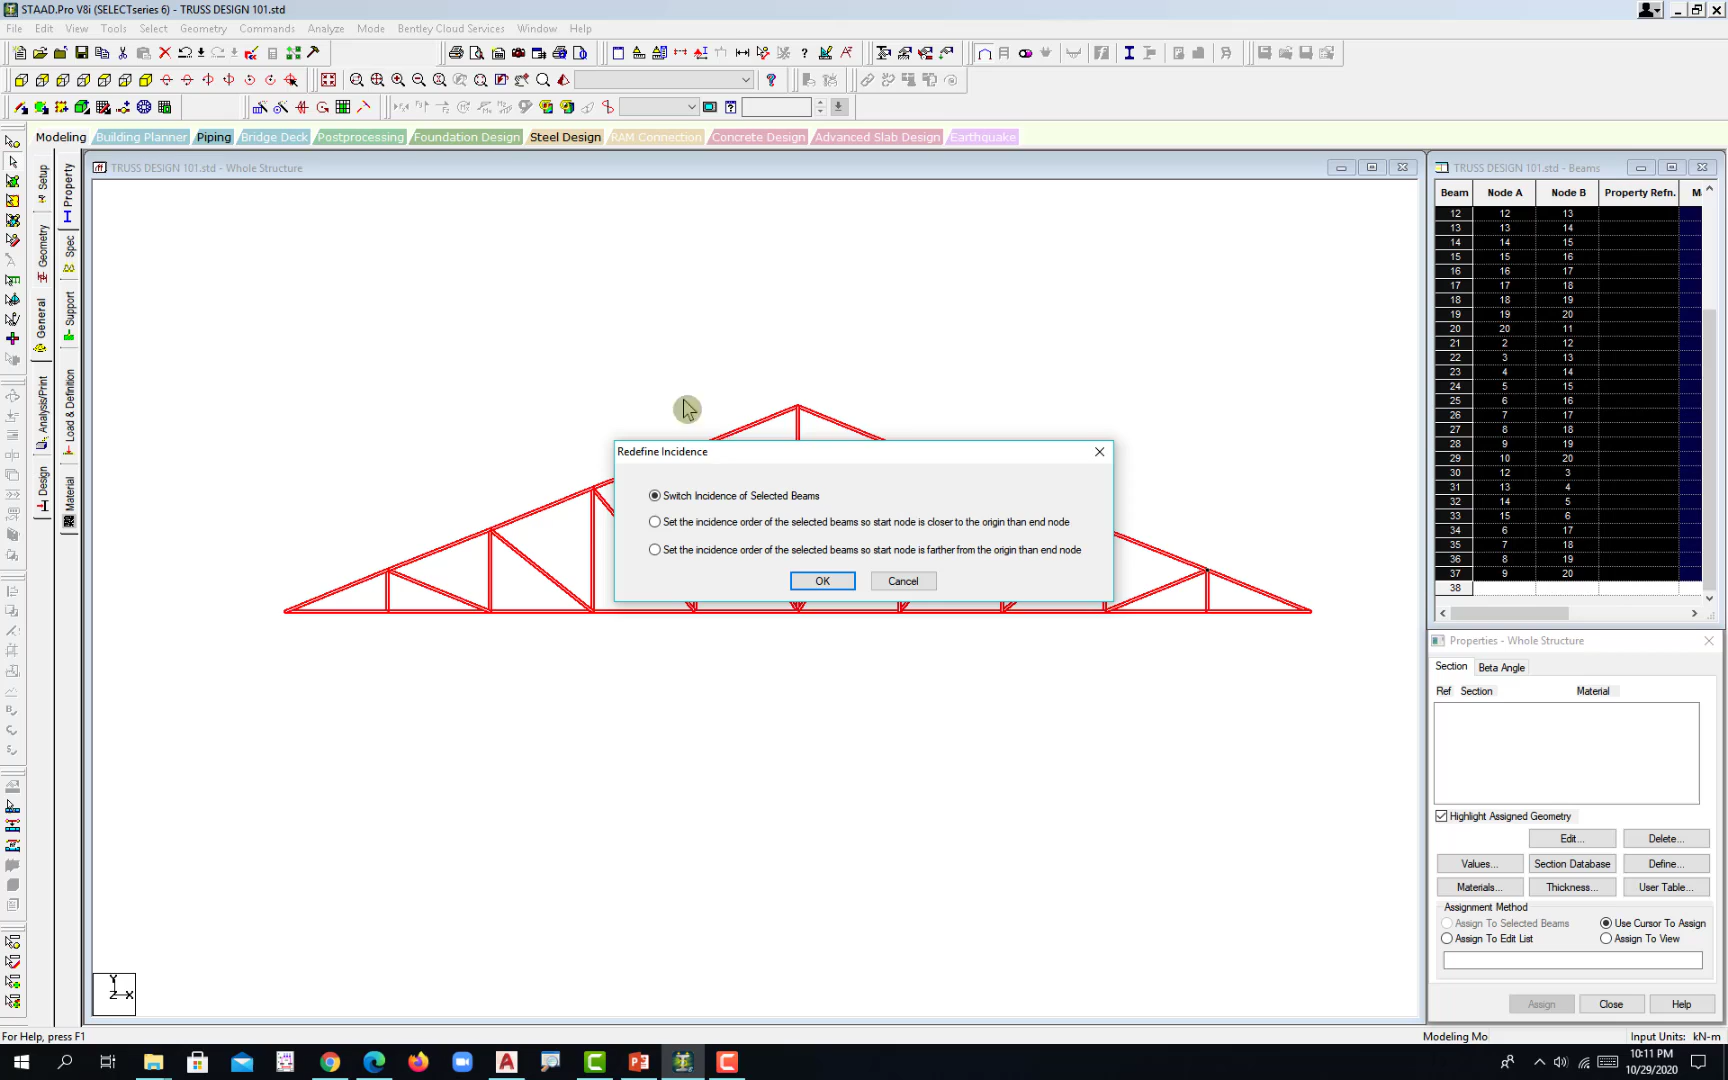 STAAD.Pro V8i (SELECTseries 6) - TRUSS DESIGN 101.std
File Edit View Tools Select Geometry Commands Analyze Mode Bentley Cloud Services Window Help
Modeling Building Planner Piping Bridge Deck Postprocessing Foundation Design Steel Design RAM Connection Concrete Design Advanced Slab Design Earthquake
Setup
Geometry
General
Analysis/Print
Design
Property
Spec
Support
Load & Definition
Material
TRUSS DESIGN 101.std - Whole Structure
Redefine Incidence
Switch Incidence of Selected Beams
Set the incidence order of the selected beams so start node is closer to the origin than end node
Set the incidence order of the selected beams so start node is farther from the origin than end node
OK Cancel
Y
Z X
TRUSS DESIGN 101.std - Beams
Beam Node A Node B Property Refn. M
12 12 13
13 13 14
14 14 15
15 15 16
16 16 17
17 17 18
18 18 19
19 19 20
20 20 11
21 2 12
22 3 13
23 4 14
24 5 15
25 6 16
26 7 17
27 8 18
28 9 19
29 10 20
30 12 3
31 13 4
32 14 5
33 15 6
34 6 17
35 7 18
36 8 19
37 9 20
38
Properties - Whole Structure
Section Beta Angle
Ref Section Material
Highlight Assigned Geometry
Edit... Delete...
Values... Section Database Define...
Materials... Thickness... User Table...
Assignment Method
Assign To Selected Beams Use Cursor To Assign
Assign To Edit List Assign To View
Assign Close Help
For Help, press F1
Modeling Mo Input Units: kN-m
10:11 PM
10/29/2020